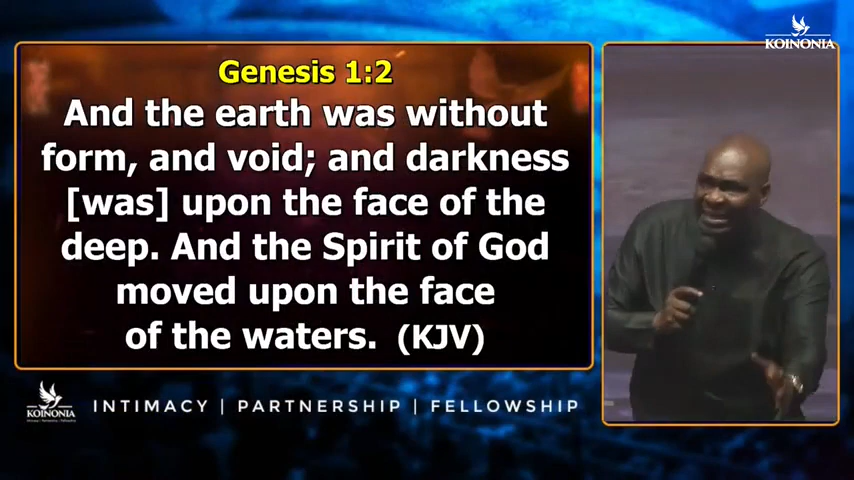 KOINONIA
Genesis 1:2
And the earth was without
form, and void; and darkness
[was] upon the face of the
deep. And the Spirit of God
moved upon the face
of the waters. (KJV)
KOINONIA
INTIMACY | PARTNERSHIP | FELLOWSHIP